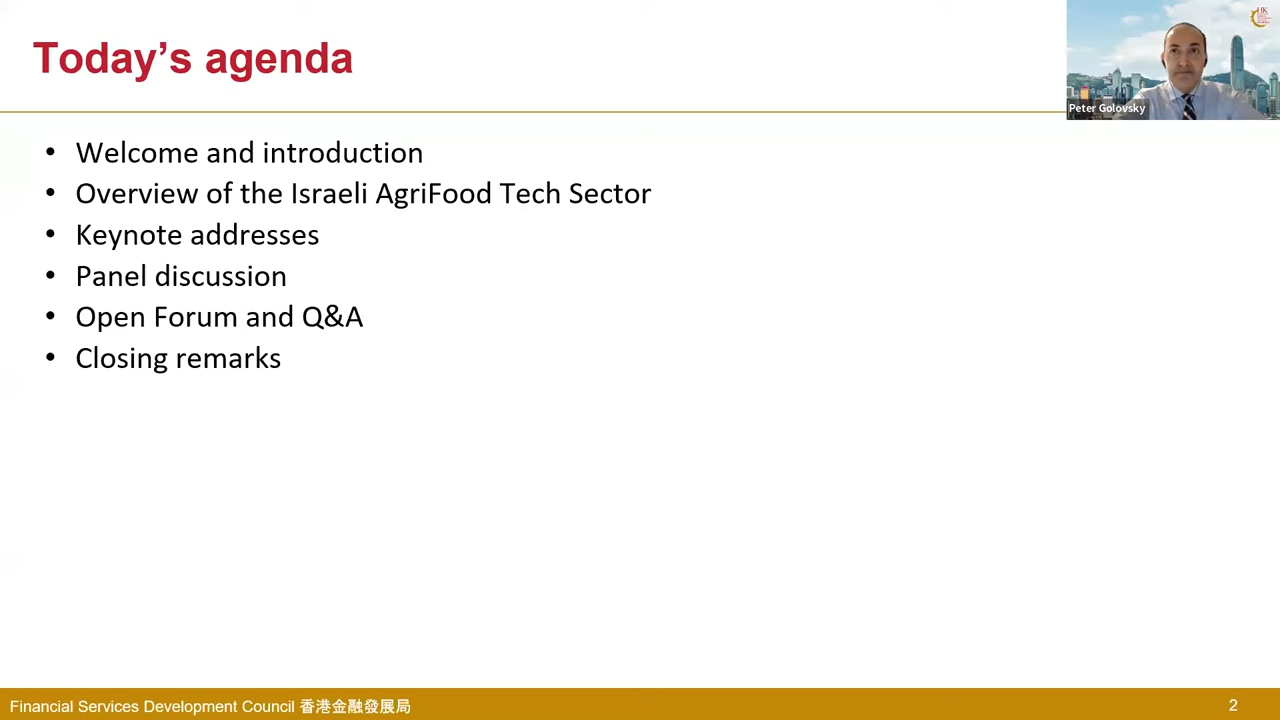 Today's agenda
Peter Golovsky
• Welcome and introduction
• Overview of the Israeli AgriFood Tech Sector
• Keynote addresses
• Panel discussion
• Open Forum and Q&A
• Closing remarks
Financial Services Development Council 香港金融發展局
2